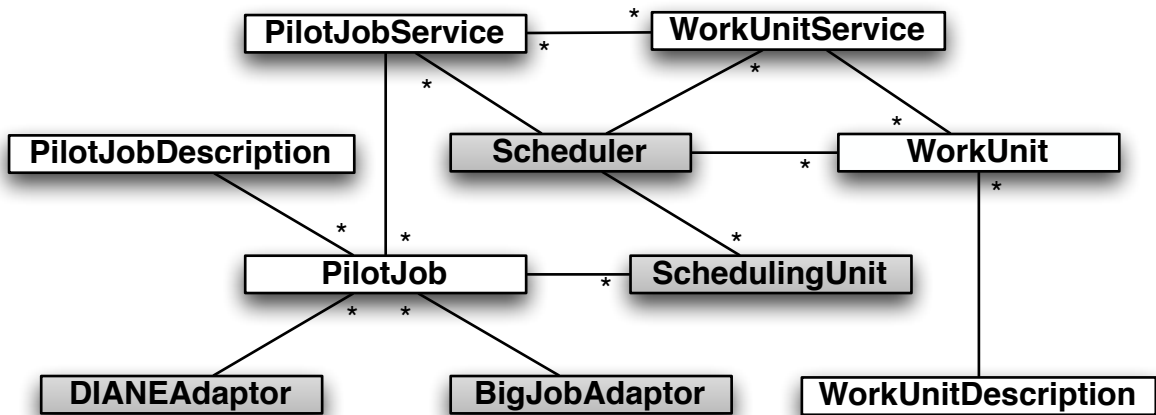 PilotJobService
*
*
WorkUnitService
*
*
PilotJobDescription
Scheduler
*
*
WorkUnit
*
*
*
*
PilotJob
*
SchedulingUnit
*
*
DIANEAdaptor
BigJobAdaptor
WorkUnitDescription